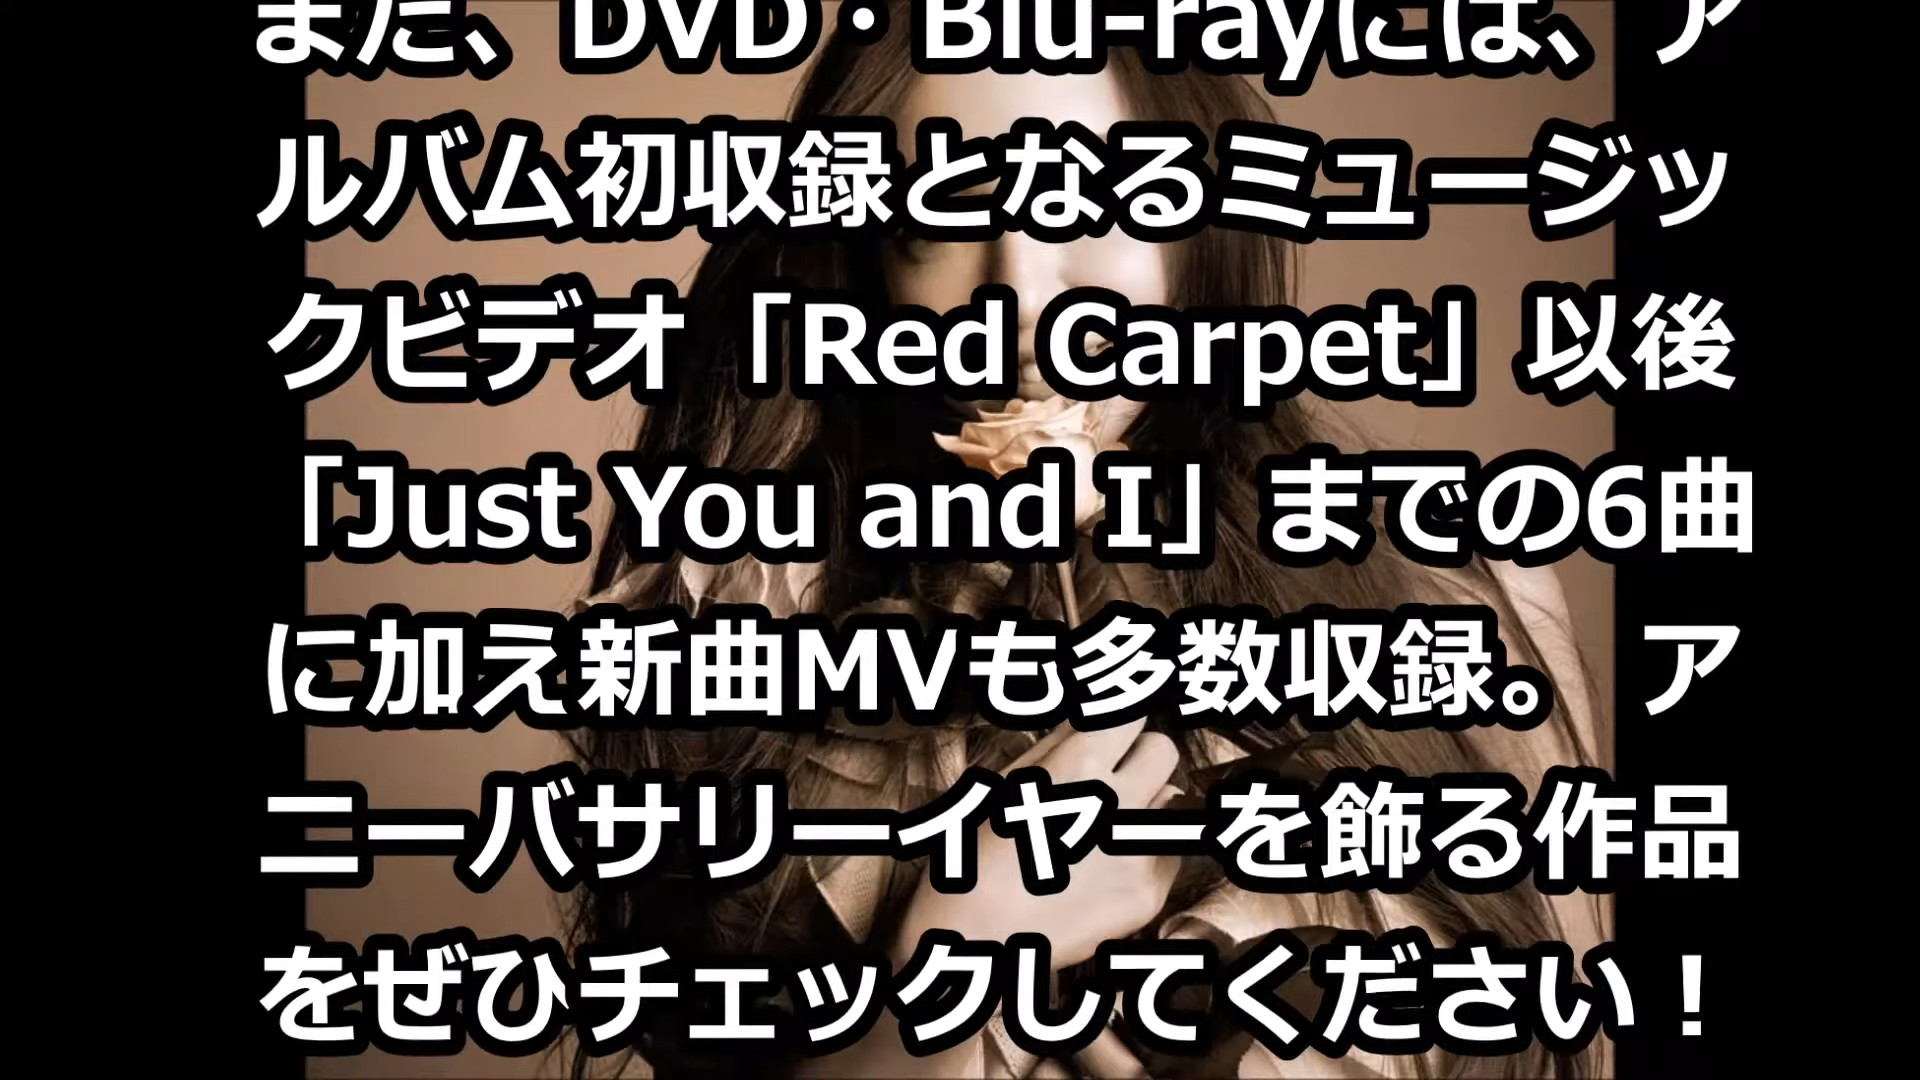 また、DVD・Blu-rayには、ア
ルバム初収録となるミュージッ
クビデオ「Red Carpet」以後
「Just You and I」までの6曲
に加え新曲MVも多数収録。 ア
ニーバサリーイヤーを飾る作品
をぜひチェックしてください！